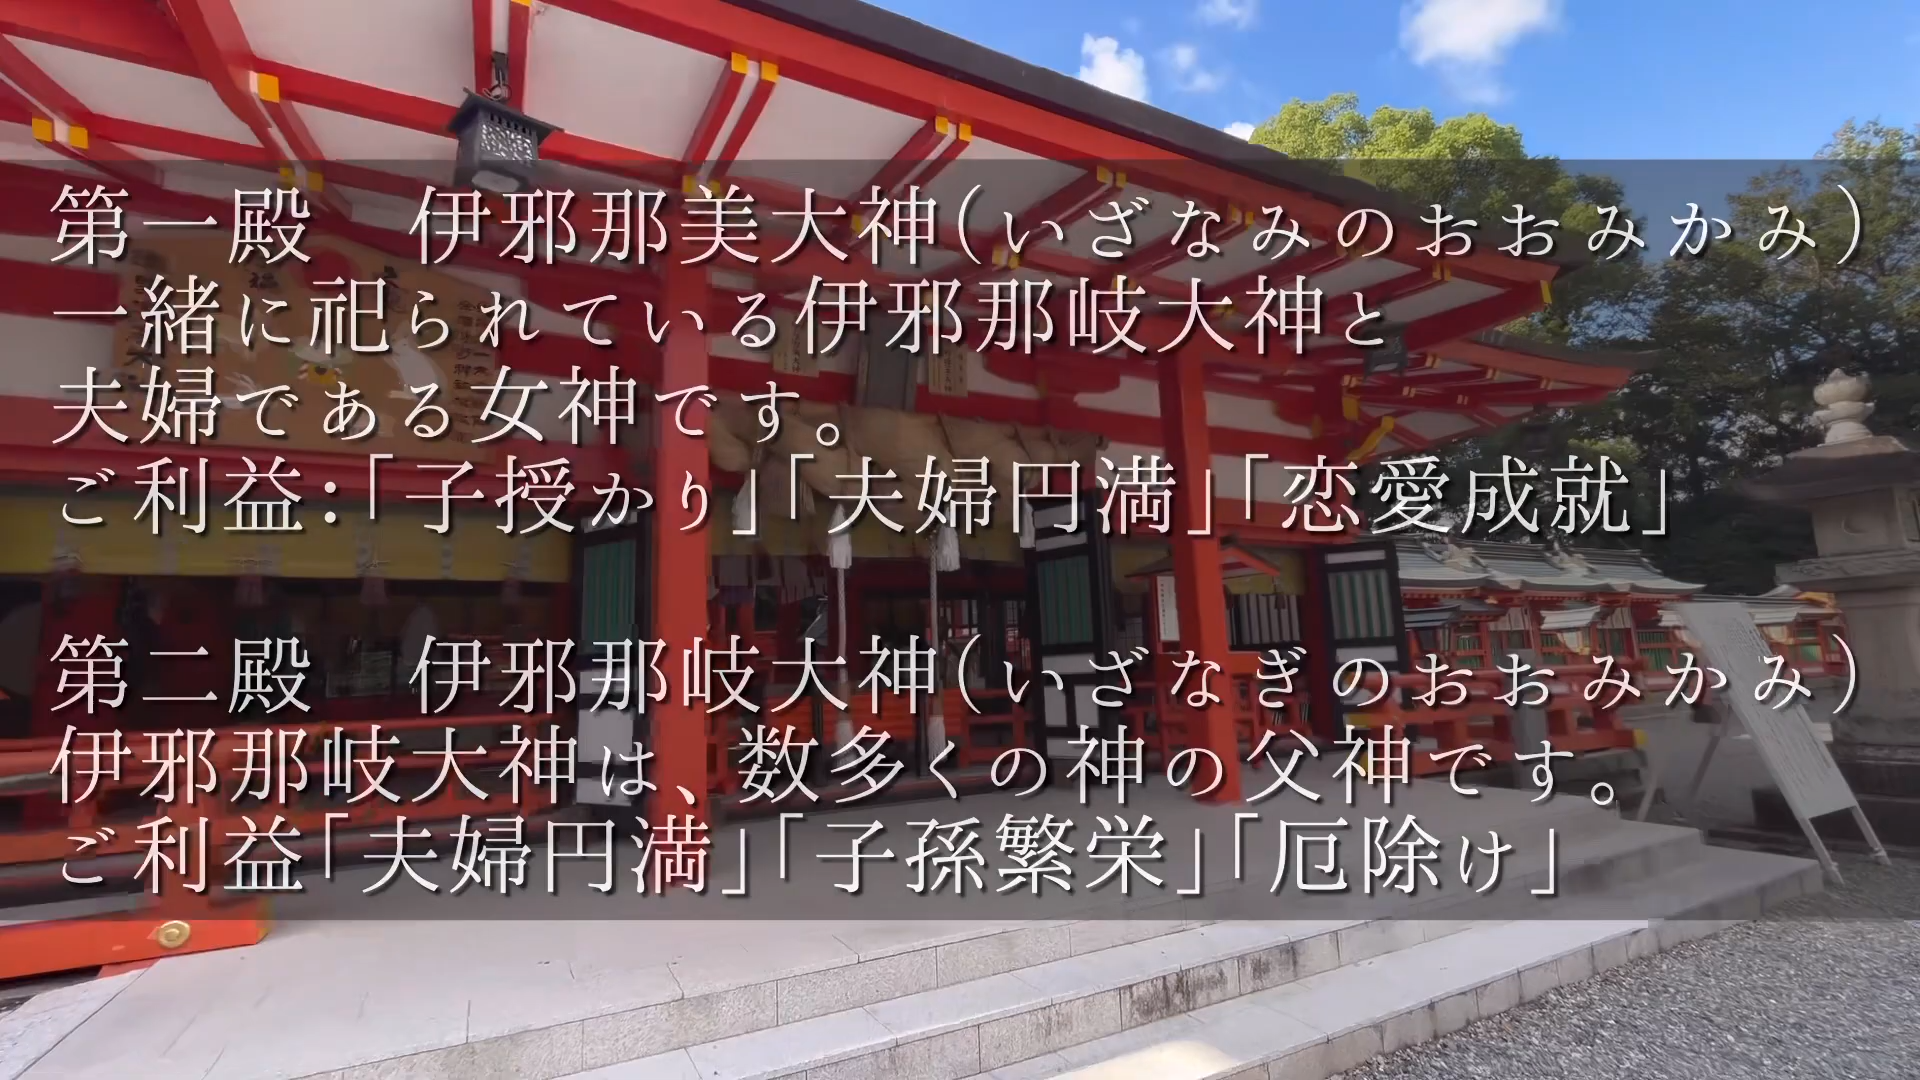 第一殿　伊邪那美大神(いざなみのおおみかみ)
一緒に祀られている伊邪那岐大神と
夫婦である女神です。
ご利益:「子授かり」「夫婦円満」「恋愛成就」
第二殿　伊邪那岐大神(いざなぎのおおみかみ)
伊邪那岐大神は、数多くの神の父神です。
ご利益「夫婦円満」「子孫繁栄」「厄除け」